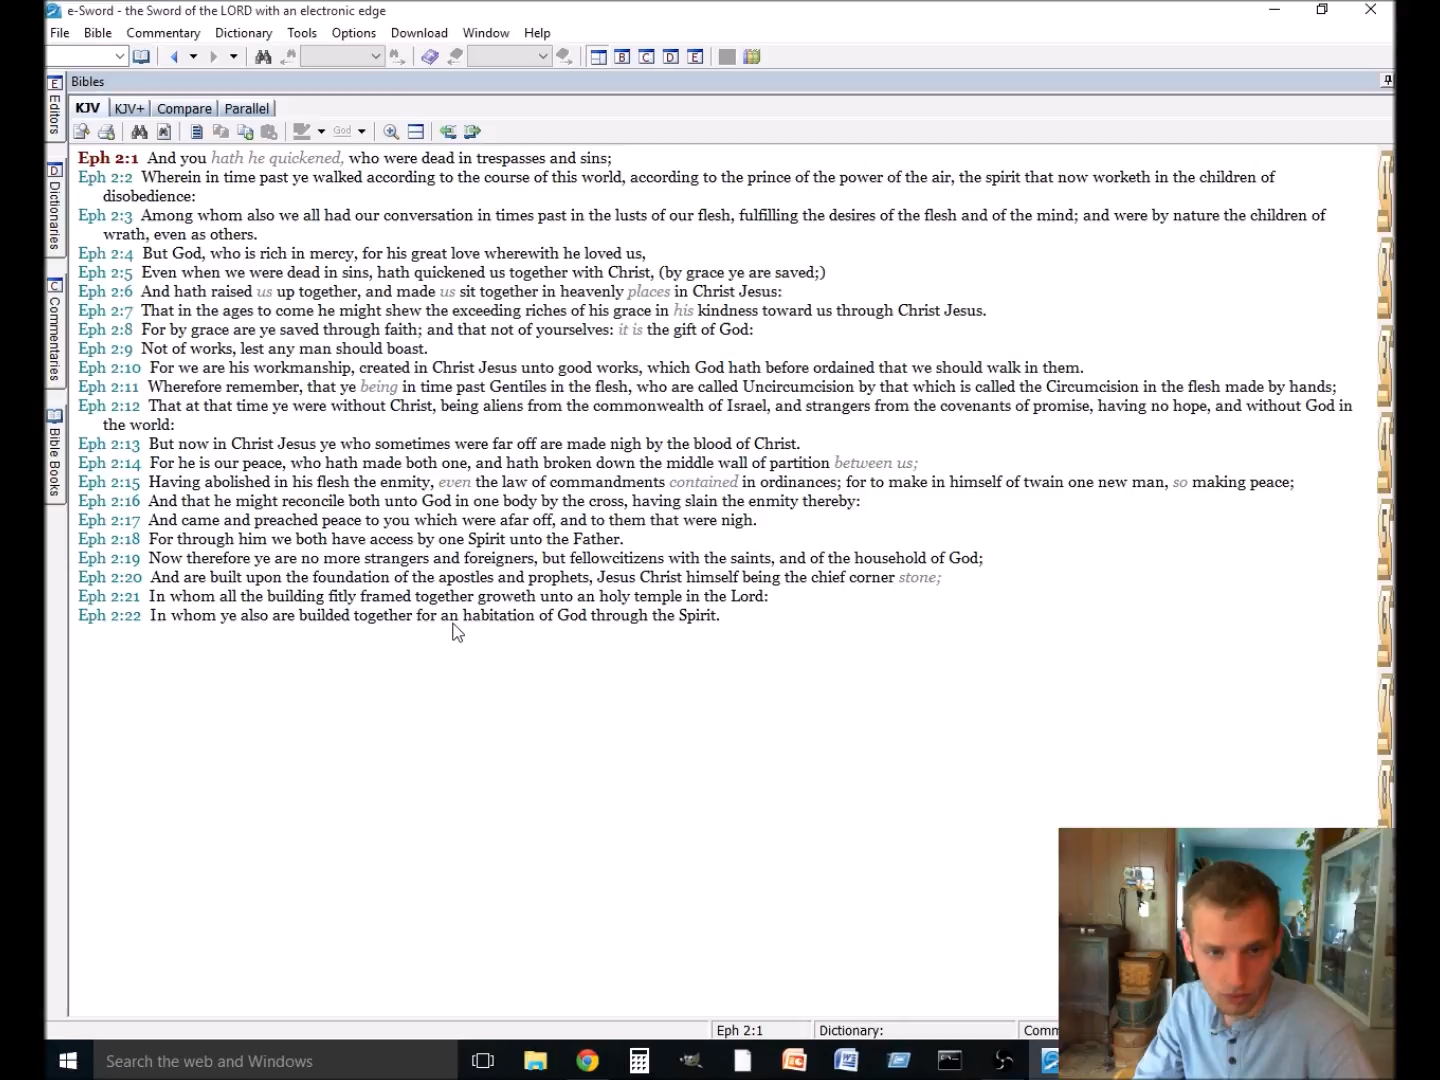 e-Sword - the Sword of the LORD with an electronic edge
File Bible Commentary Dictionary Tools Options Download Window Help
B C D E
Bibles
E Editors
D Dictionaries
C Commentaries
Bible Books
KJV KJV+ Compare Parallel
God
Eph 2:1 And you hath he quickened, who were dead in trespasses and sins;
Eph 2:2 Wherein in time past ye walked according to the course of this world, according to the prince of the power of the air, the spirit that now worketh in the children of
disobedience:
Eph 2:3 Among whom also we all had our conversation in times past in the lusts of our flesh, fulfilling the desires of the flesh and of the mind; and were by nature the children of
wrath, even as others.
Eph 2:4 But God, who is rich in mercy, for his great love wherewith he loved us,
Eph 2:5 Even when we were dead in sins, hath quickened us together with Christ, (by grace ye are saved;)
Eph 2:6 And hath raised us up together, and made us sit together in heavenly places in Christ Jesus:
Eph 2:7 That in the ages to come he might shew the exceeding riches of his grace in his kindness toward us through Christ Jesus.
Eph 2:8 For by grace are ye saved through faith; and that not of yourselves: it is the gift of God:
Eph 2:9 Not of works, lest any man should boast.
Eph 2:10 For we are his workmanship, created in Christ Jesus unto good works, which God hath before ordained that we should walk in them.
Eph 2:11 Wherefore remember, that ye being in time past Gentiles in the flesh, who are called Uncircumcision by that which is called the Circumcision in the flesh made by hands;
Eph 2:12 That at that time ye were without Christ, being aliens from the commonwealth of Israel, and strangers from the covenants of promise, having no hope, and without God in
the world:
Eph 2:13 But now in Christ Jesus ye who sometimes were far off are made nigh by the blood of Christ.
Eph 2:14 For he is our peace, who hath made both one, and hath broken down the middle wall of partition between us;
Eph 2:15 Having abolished in his flesh the enmity, even the law of commandments contained in ordinances; for to make in himself of twain one new man, so making peace;
Eph 2:16 And that he might reconcile both unto God in one body by the cross, having slain the enmity thereby:
Eph 2:17 And came and preached peace to you which were afar off, and to them that were nigh.
Eph 2:18 For through him we both have access by one Spirit unto the Father.
Eph 2:19 Now therefore ye are no more strangers and foreigners, but fellowcitizens with the saints, and of the household of God;
Eph 2:20 And are built upon the foundation of the apostles and prophets, Jesus Christ himself being the chief corner stone;
Eph 2:21 In whom all the building fitly framed together groweth unto an holy temple in the Lord:
Eph 2:22 In whom ye also are builded together for an habitation of God through the Spirit.
Eph 2:1 Dictionary: Comm
Search the web and Windows